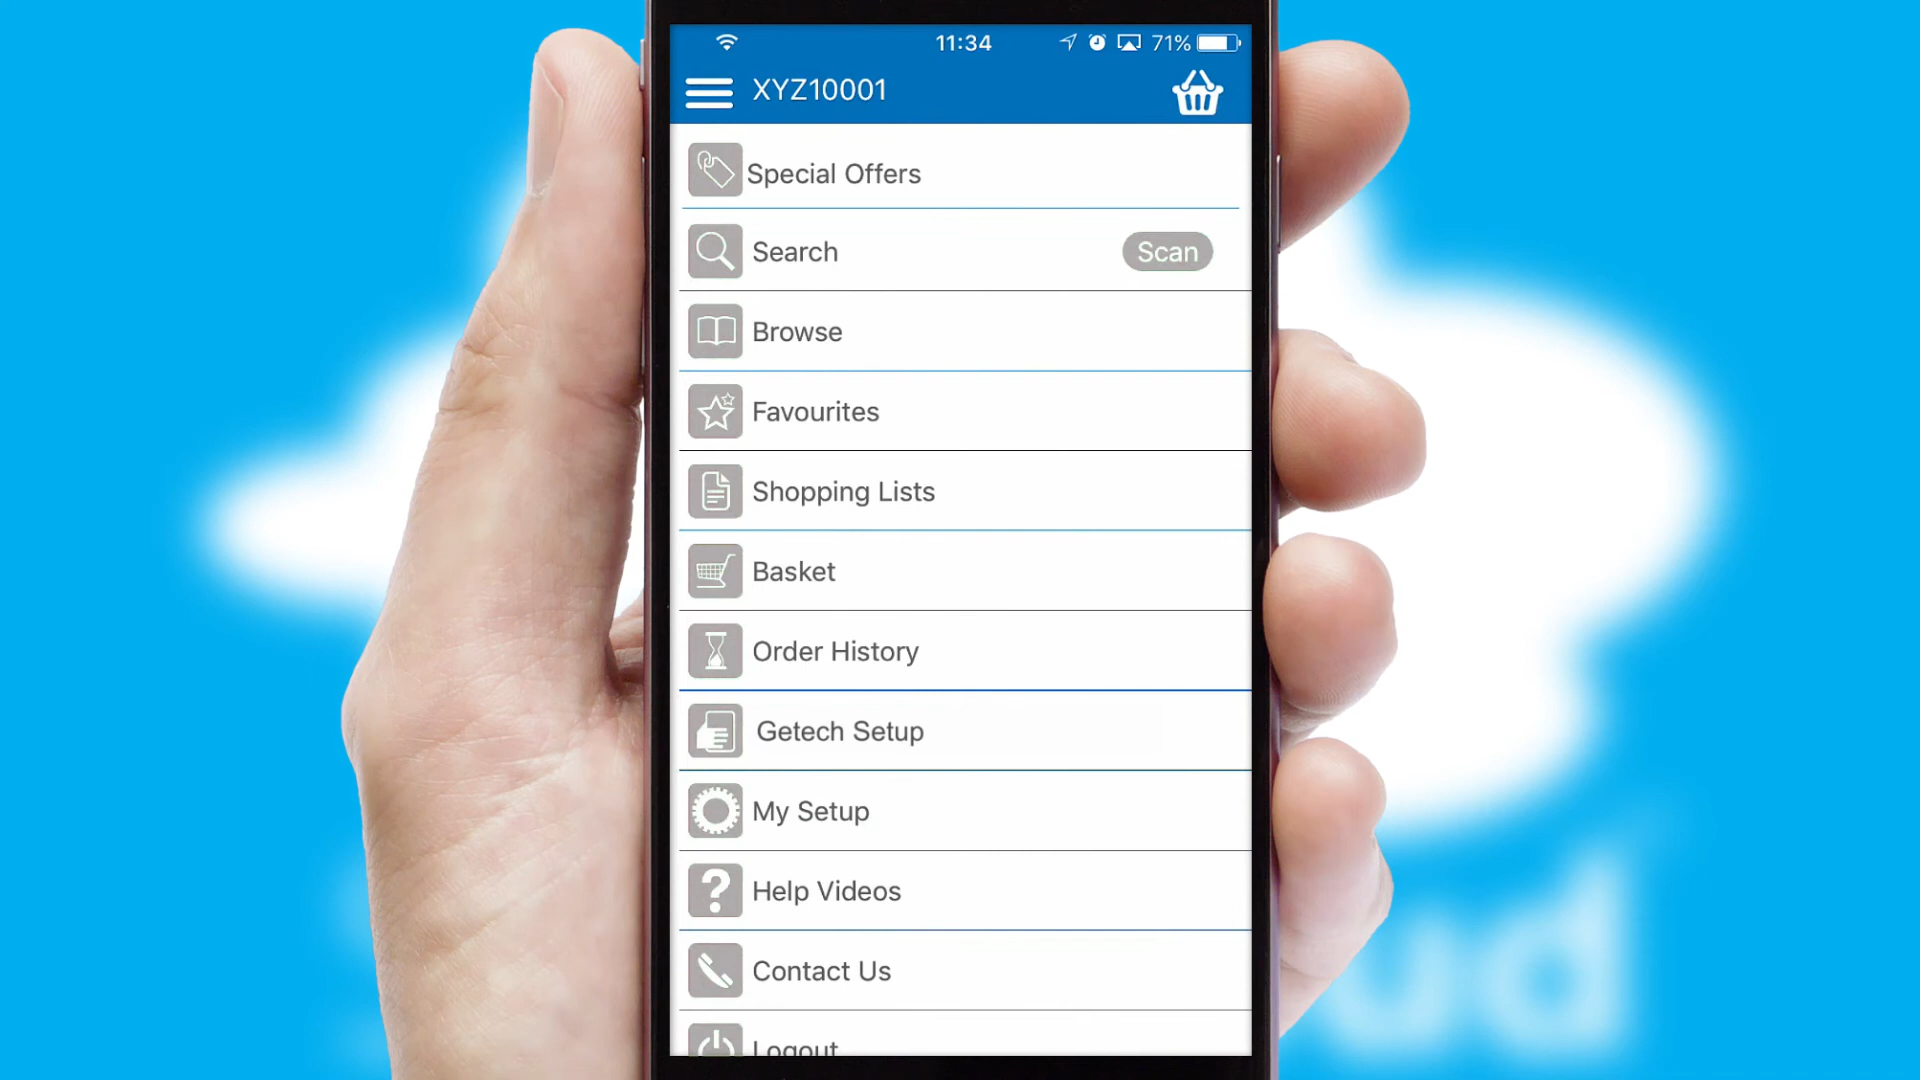 11:34
71%
XYZ10001
Special Offers
Search
Scan
Browse
Favourites
Shopping Lists
Basket
Order History
Getech Setup
My Setup
Help Videos
Contact Us
Logout
ud